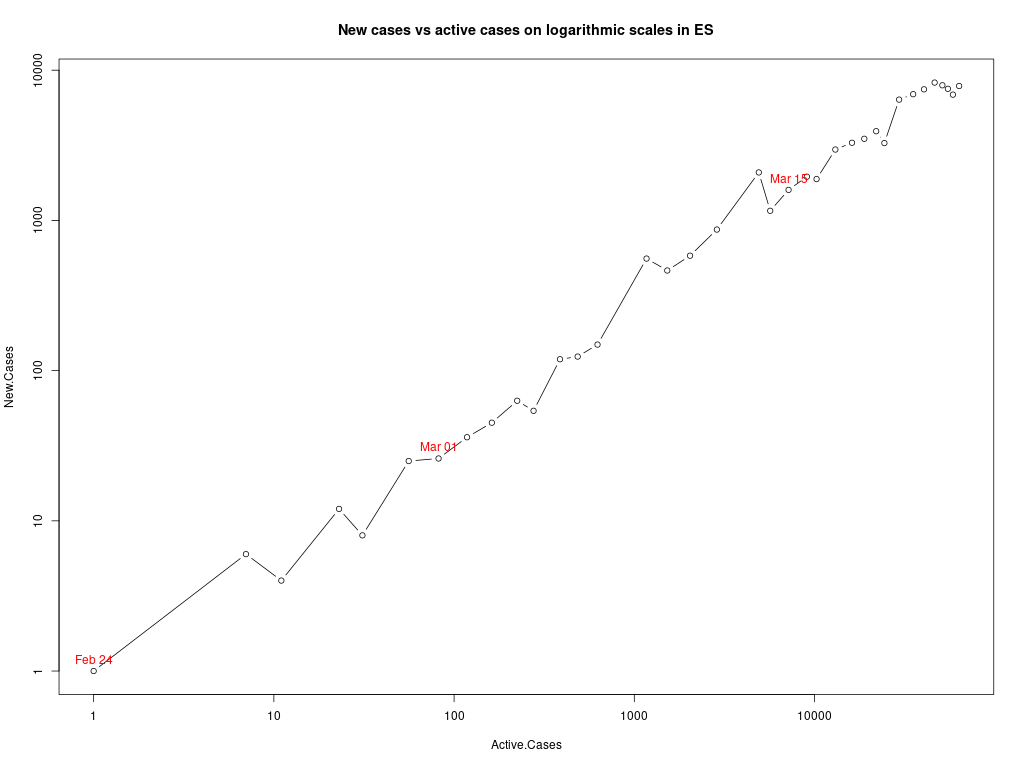 New cases vs active cases on logarithmic scales in ES
10000
1000
100
10
1
New.Cases
Mar 15
Mar 01
Feb 24
1
10
100
1000
10000
Active.Cases